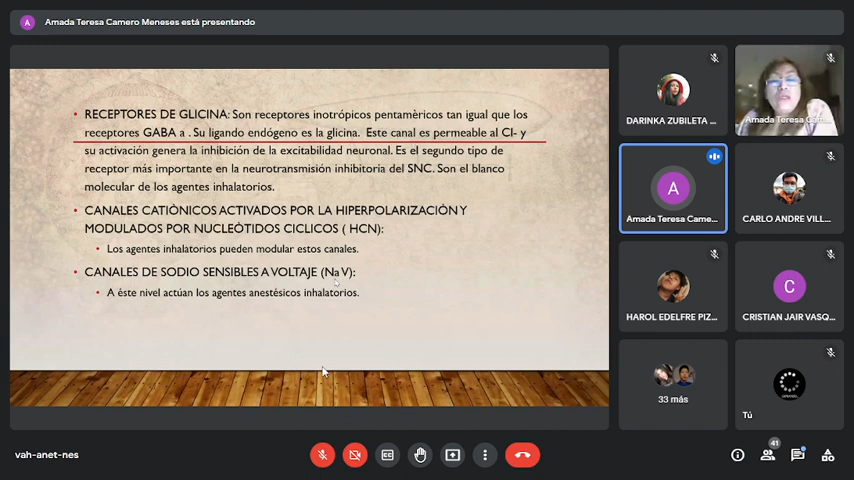 A Amada Teresa Camero Meneses está presentando
• RECEPTORES DE GLICINA: Son receptores inotrópicos pentamèricos tan igual que los
receptores GABA a . Su ligando endógeno es la glicina. Este canal es permeable al Cl- y
su activación genera la inhibición de la excitabilidad neuronal. Es el segundo tipo de
receptor más importante en la neurotransmisión inhibitoria del SNC. Son el blanco
molecular de los agentes inhalatorios.
• CANALES CATIÒNICOS ACTIVADOS POR LA HIPERPOLARIZACIÒN Y
MODULADOS POR NUCLEÒTIDOS CICLICOS ( HCN):
• Los agentes inhalatorios pueden modular estos canales.
• CANALES DE SODIO SENSIBLES A VOLTAJE (Na V):
• A éste nivel actúan los agentes anestésicos inhalatorios.
DARINKA ZUBILETA ...
Amada Teresa Cam...
A
Amada Teresa Came...
CARLO ANDRE VILL...
HAROL EDELFRE PIZ...
C
CRISTIAN JAIR VASQ...
33 más
Tú
vah-anet-nes
41